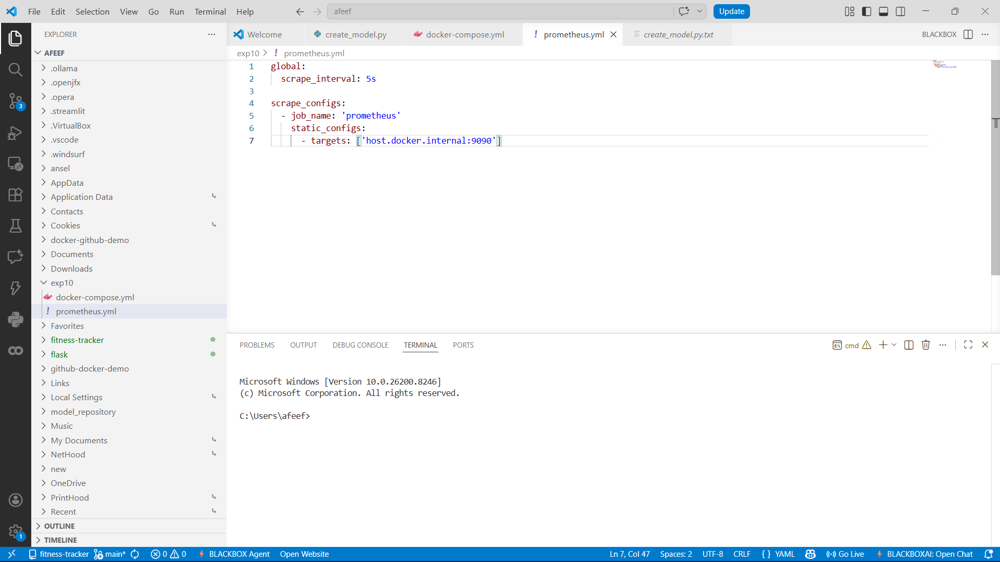 File Edit Selection View Go Run Terminal Help
afeef
Update
EXPLORER
Welcome
create_model.py
docker-compose.yml
prometheus.yml
create_model.py.txt
BLACKBOX
AFEEF
.ollama
.openjfx
.opera
.streamlit
.VirtualBox
.vscode
.windsurf
ansel
AppData
Application Data
Contacts
Cookies
docker-github-demo
Documents
Downloads
exp10
docker-compose.yml
prometheus.yml
Favorites
fitness-tracker
flask
github-docker-demo
Links
Local Settings
model_repository
Music
My Documents
NetHood
new
OneDrive
PrintHood
Recent
OUTLINE
TIMELINE
3
1
exp10 > ! prometheus.yml
1 global:
2 scrape_interval: 5s
3
4 scrape_configs:
5 - job_name: 'prometheus'
6 static_configs:
7 - targets: ['host.docker.internal:9090']
PROBLEMS OUTPUT DEBUG CONSOLE TERMINAL PORTS
cmd
Microsoft Windows [Version 10.0.26200.8246]
(c) Microsoft Corporation. All rights reserved.
C:\Users\afeef>
fitness-tracker main* 0 0 BLACKBOX Agent Open Website
Ln 7, Col 47 Spaces: 2 UTF-8 CRLF {} YAML Go Live BLACKBOXAI: Open Chat